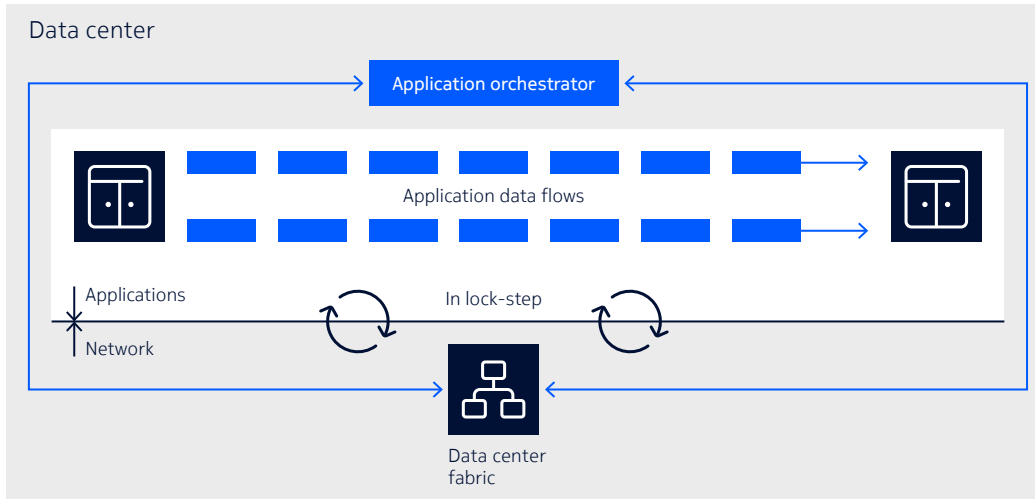 Data center
Application orchestrator
Application data flows
Applications
In lock-step
Network
Data center
fabric